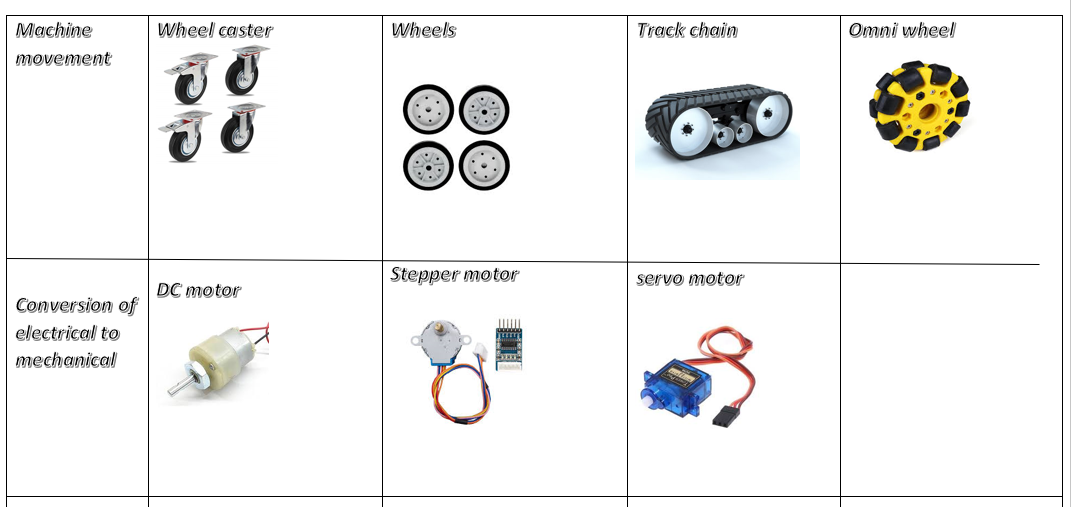 Machine
movement
Wheel caster
Wheels
Track chain
Omni wheel
Conversion of
electrical to
mechanical
DC motor
Stepper motor
servo motor